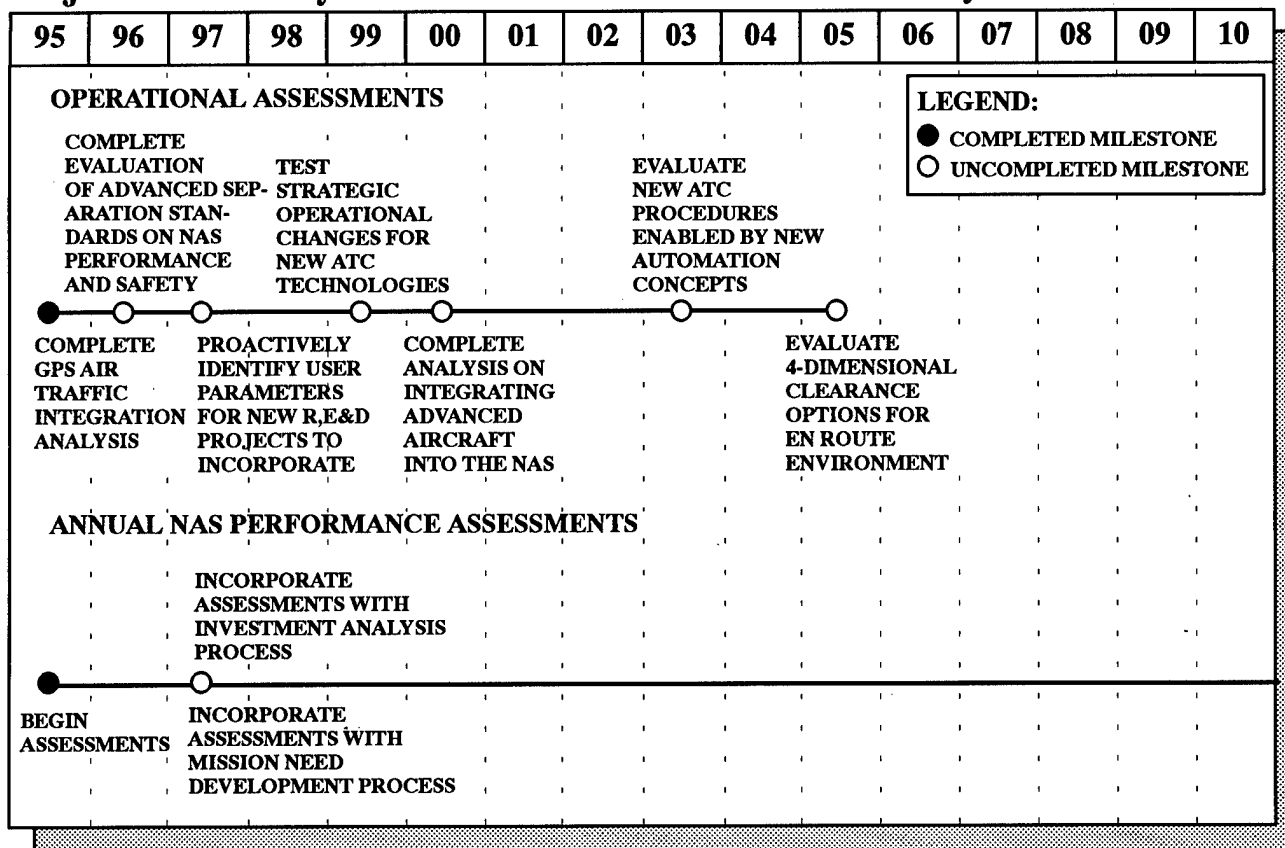 95 96 97 98 99 00 01 02 03 04 05 06 07 08 09 10
OPERATIONAL ASSESSMENTS
LEGEND:
COMPLETED MILESTONE
UNCOMPLETED MILESTONE
COMPLETE
EVALUATION
OF ADVANCED SEP-
ARATION STAN-
DARDS ON NAS
PERFORMANCE
AND SAFETY
TEST
STRATEGIC
OPERATIONAL
CHANGES FOR
NEW ATC
TECHNOLOGIES
EVALUATE
NEW ATC
PROCEDURES
ENABLED BY NEW
AUTOMATION
CONCEPTS
COMPLETE
GPS AIR
TRAFFIC
INTEGRATION
ANALYSIS
PROACTIVELY
IDENTIFY USER
PARAMETERS
FOR NEW R,E&D
PROJECTS TO
INCORPORATE
COMPLETE
ANALYSIS ON
INTEGRATING
ADVANCED
AIRCRAFT
INTO THE NAS
EVALUATE
4-DIMENSIONAL
CLEARANCE
OPTIONS FOR
EN ROUTE
ENVIRONMENT
ANNUAL NAS PERFORMANCE ASSESSMENTS
INCORPORATE
ASSESSMENTS WITH
INVESTMENT ANALYSIS
PROCESS
BEGIN
ASSESSMENTS
INCORPORATE
ASSESSMENTS WITH
MISSION NEED
DEVELOPMENT PROCESS